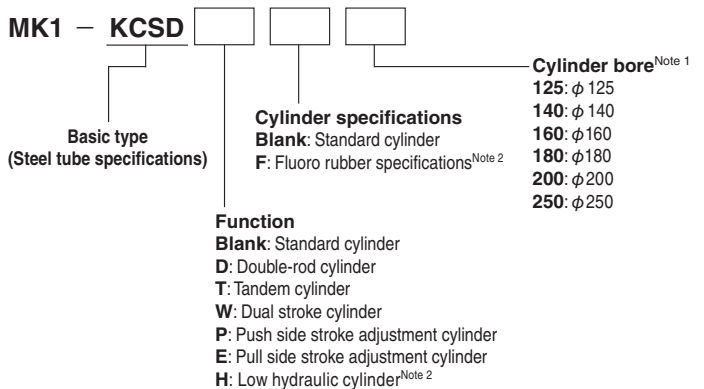 MK1 － KCSD
Basic type
(Steel tube specifications)
Function
Blank: Standard cylinder
D: Double-rod cylinder
T: Tandem cylinder
W: Dual stroke cylinder
P: Push side stroke adjustment cylinder
E: Pull side stroke adjustment cylinder
H: Low hydraulic cylinder Note 2
Cylinder specifications
Blank: Standard cylinder
F: Fluoro rubber specifications Note 2
Cylinder bore Note 1
125: φ 125
140: φ 140
160: φ160
180: φ180
200: φ200
250: φ250